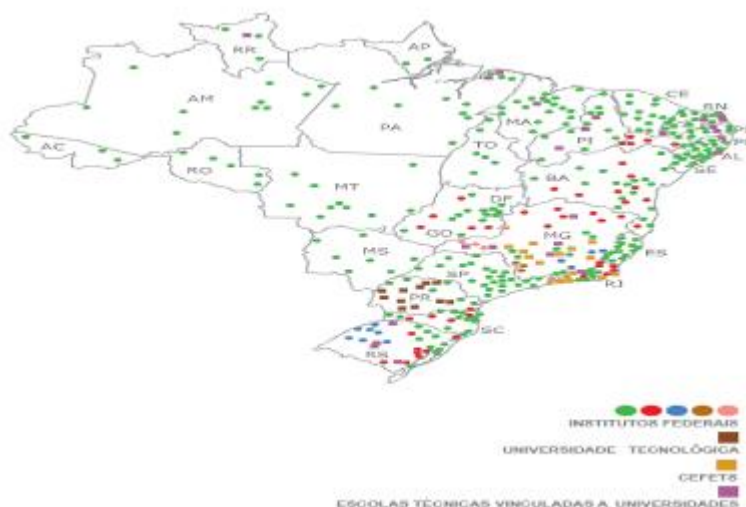 RR
AP
AM
PA
CE
RN
MA
PI
AC
TO
AL
SE
RO
BA
MT
DF
GO
MG
MS
ES
SP
RJ
PR
SC
RS
INSTITUTOS FEDERAIS
UNIVERSIDADE TECNOLÓGICA
CEFETS
ESCOLAS TÉCNICAS VINCULADAS A UNIVERSIDADES